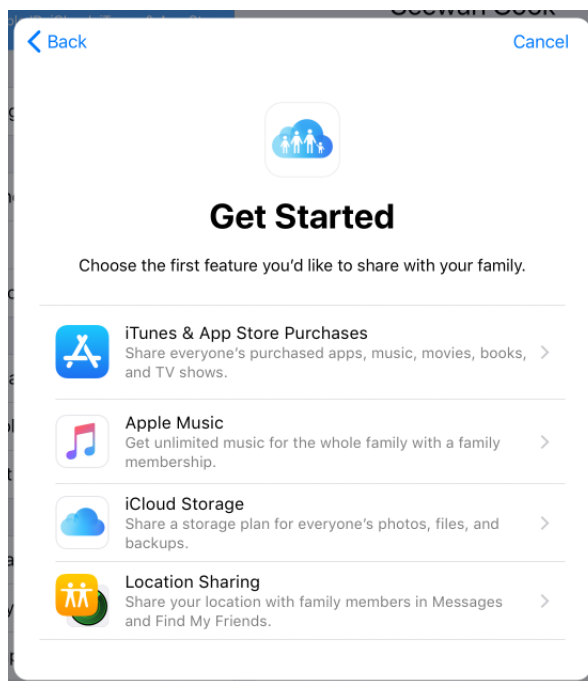 Back
Cancel
Get Started
Choose the first feature you'd like to share with your family.
iTunes & App Store Purchases
Share everyone's purchased apps, music, movies, books,
and TV shows.
Apple Music
Get unlimited music for the whole family with a family
membership.
iCloud Storage
Share a storage plan for everyone's photos, files, and
backups.
Location Sharing
Share your location with family members in Messages
and Find My Friends.